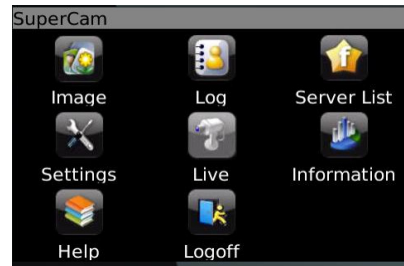 SuperCam
Image Log Server List
Settings Live Information
Help Logoff